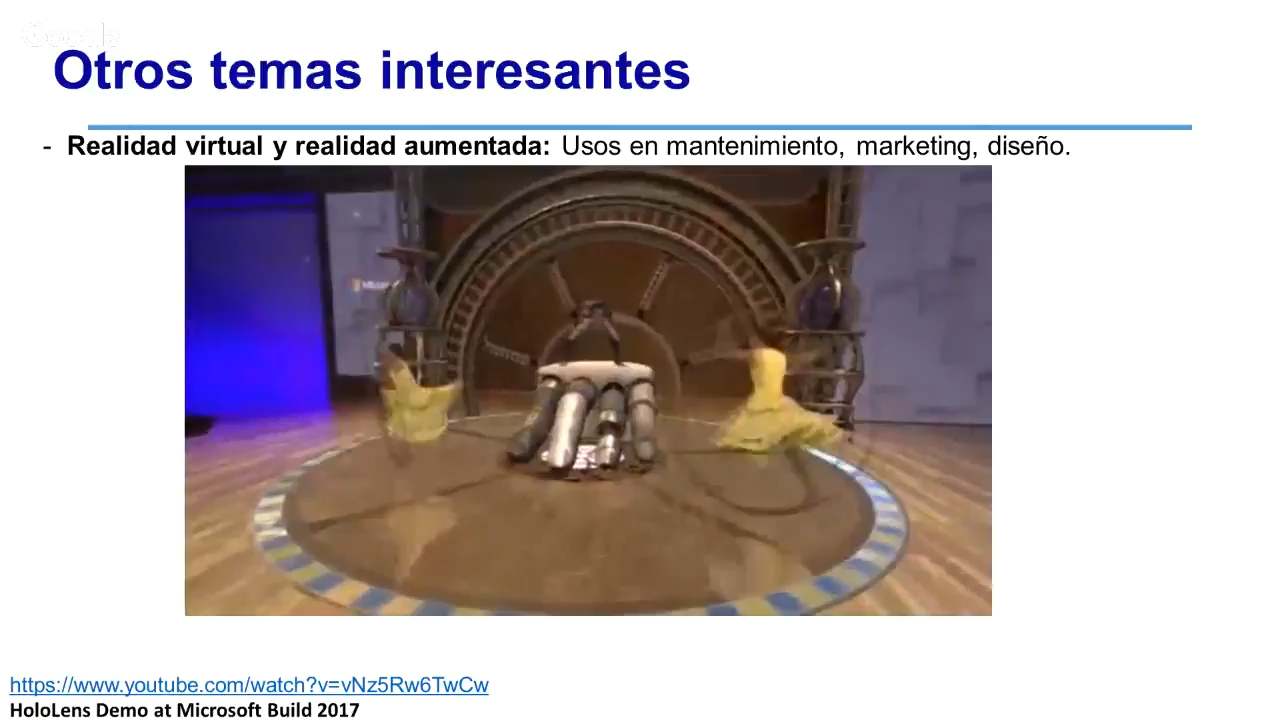 Google
Otros temas interesantes
- Realidad virtual y realidad aumentada: Usos en mantenimiento, marketing, diseño.
https://www.youtube.com/watch?v=vNz5Rw6TwCw
HoloLens Demo at Microsoft Build 2017